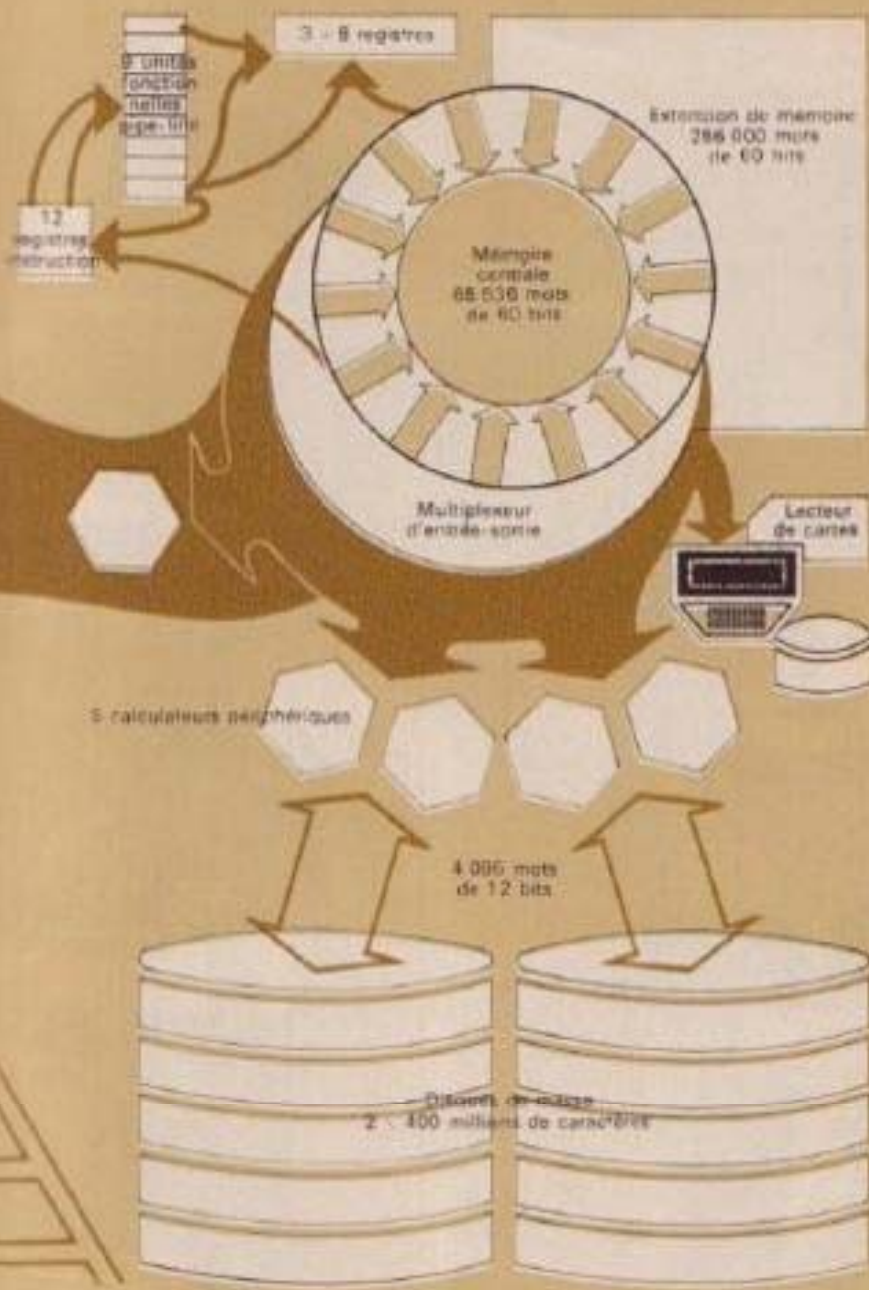 3 - 8 registres
9 unités
fonction
nelles
pipe-line
12
registres
instruction
Extension de mémoire
256 000 mots
de 60 bits
Mémoire
centrale
65 536 mots
de 60 bits
Multiplexeur
d'entrée-sortie
Lecteur
de cartes
5 calculateurs périphériques
4 096 mots
de 12 bits
Disques de masse
2 - 400 millions de caractères